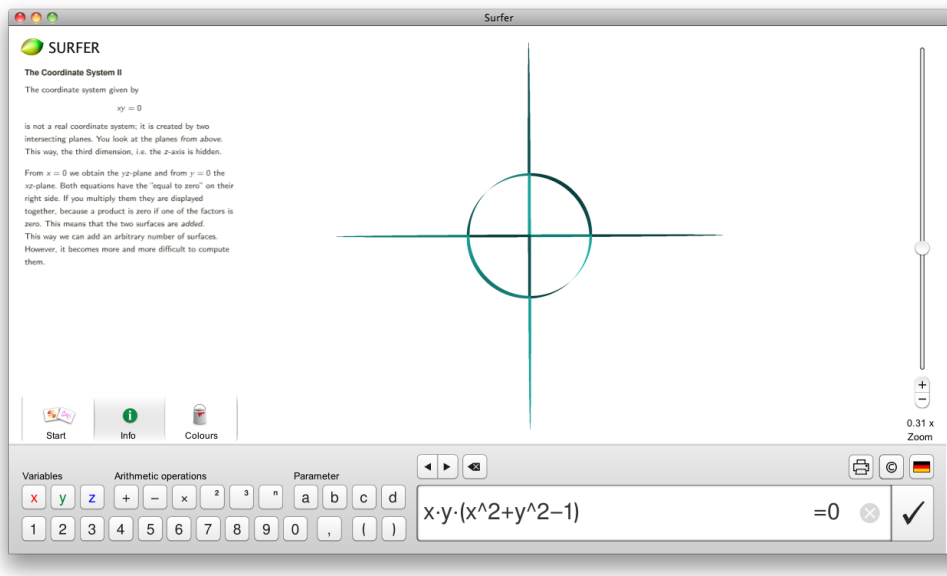 Surfer
SURFER
The Coordinate System II
The coordinate system given by
xy = 0
is not a real coordinate system; it is created by two
intersecting planes. You look at the planes from above.
This way, the third dimension, i.e. the z-axis is hidden.
From x = 0 we obtain the yz-plane and from y = 0 the
xz-plane. Both equations have the "equal to zero" on their
right side. If you multiply them they are displayed
together, because a product is zero if one of the factors is
zero. This means that the two surfaces are added.
This way we can add an arbitrary number of surfaces.
However, it becomes more and more difficult to compute
them.
+
−
0.31 x
Zoom
Start
i
Info
Colours
Variables
Arithmetic operations
Parameter
©
x y z + − × 2 3 n a b c d
1 2 3 4 5 6 7 8 9 0 , ( )
x·y·(x^2+y^2−1) =0